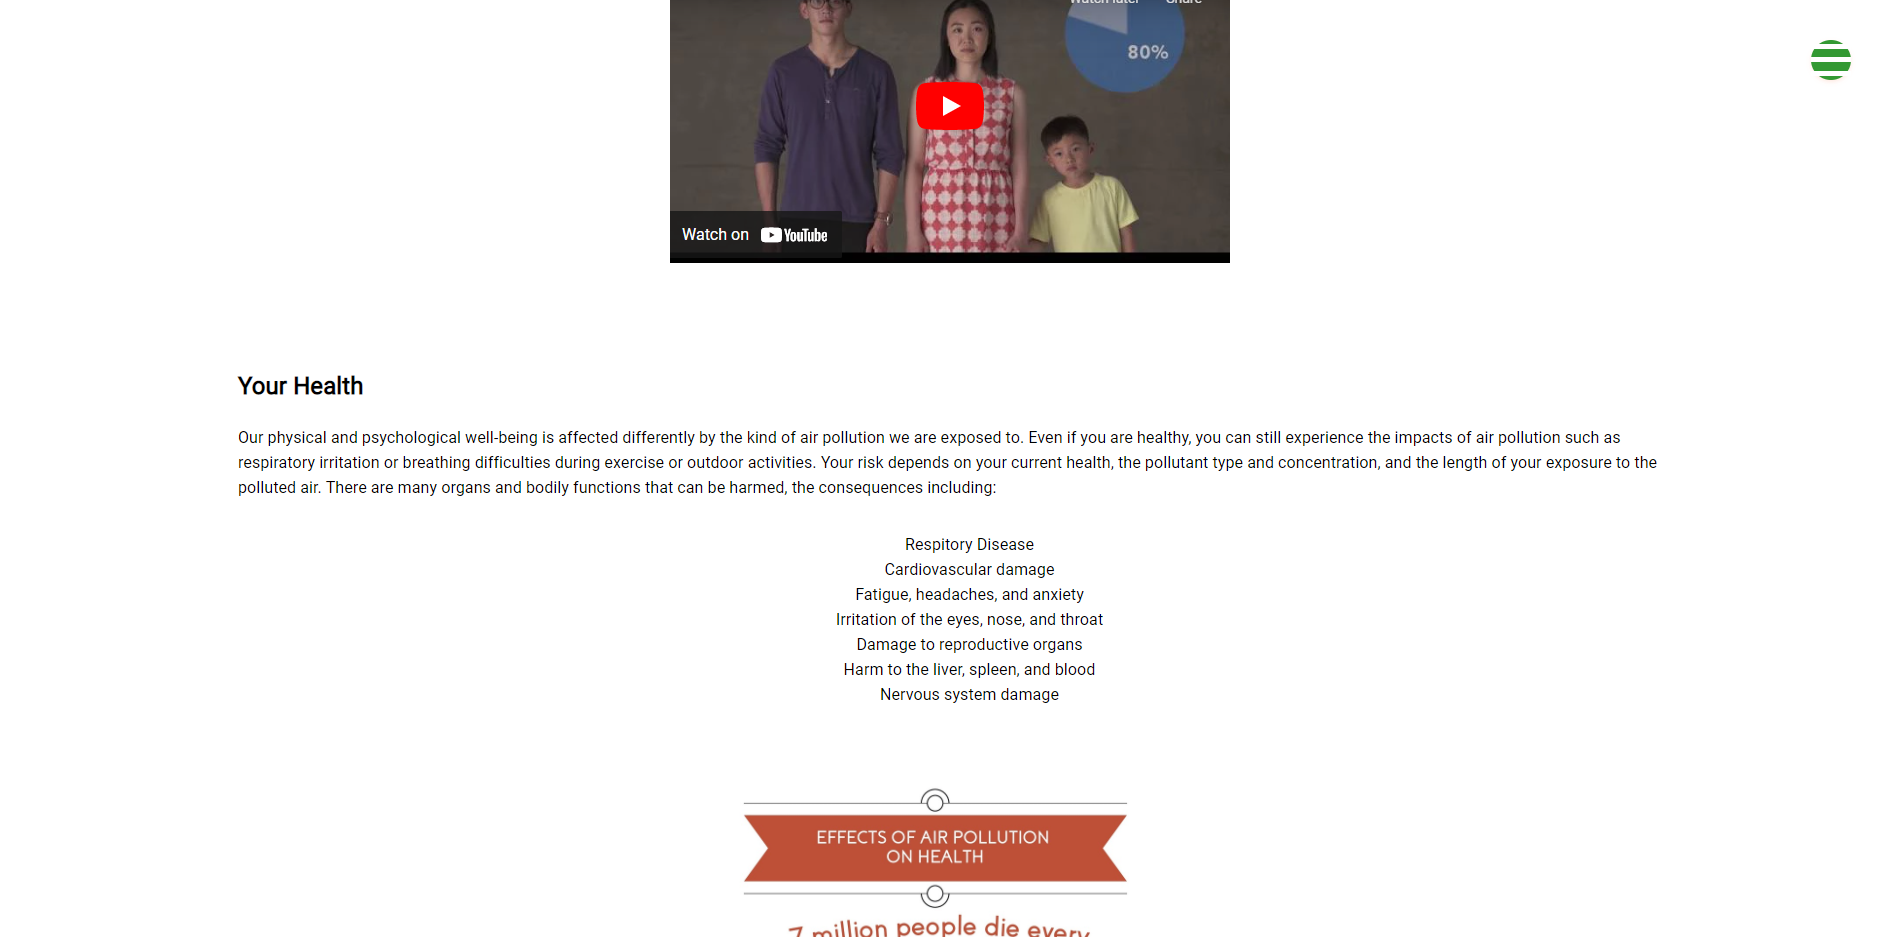 Watch later Share
80%
Watch on YouTube
Your Health
Our physical and psychological well-being is affected differently by the kind of air pollution we are exposed to. Even if you are healthy, you can still experience the impacts of air pollution such as
respiratory irritation or breathing difficulties during exercise or outdoor activities. Your risk depends on your current health, the pollutant type and concentration, and the length of your exposure to the
polluted air. There are many organs and bodily functions that can be harmed, the consequences including:
Respitory Disease
Cardiovascular damage
Fatigue, headaches, and anxiety
Irritation of the eyes, nose, and throat
Damage to reproductive organs
Harm to the liver, spleen, and blood
Nervous system damage
EFFECTS OF AIR POLLUTION
ON HEALTH
7 million people die every